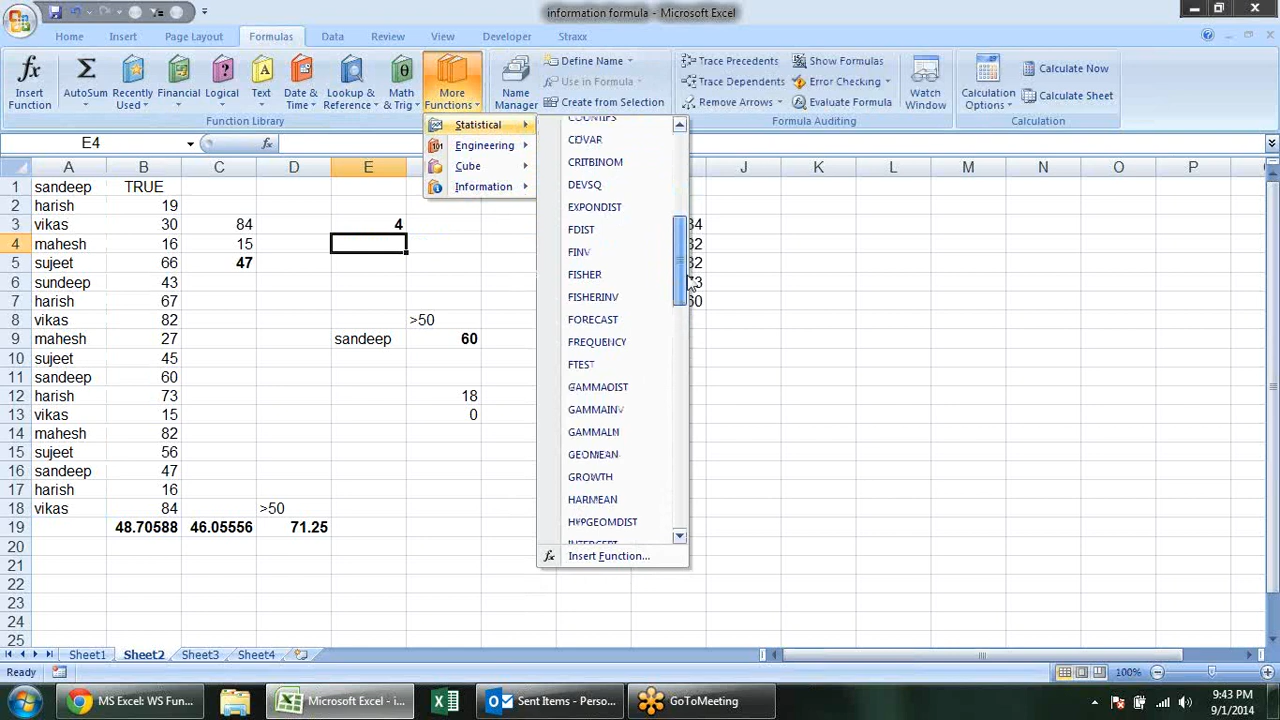 information formula - Microsoft Excel
Home Insert Page Layout Formulas Data Review View Developer Straxx
Insert Function
AutoSum
Recently Used
Financial
Logical
Text
Date & Time
Lookup & Reference
Math & Trig
More Functions
Function Library
Name Manager
Define Name
Use in Formula
Create from Selection
Trace Precedents
Trace Dependents
Remove Arrows
Show Formulas
Error Checking
Evaluate Formula
Formula Auditing
Watch Window
Calculation Options
Calculate Now
Calculate Sheet
Calculation
E4 fx
Statistical
Engineering
Cube
Information
COUNTIFS
COVAR
CRITBINOM
DEVSQ
EXPONDIST
FDIST
FINV
FISHER
FISHERINV
FORECAST
FREQUENCY
FTEST
GAMMADIST
GAMMAINV
GAMMALN
GEOMEAN
GROWTH
HARMEAN
HYPGEOMDIST
INTERCEPT
fx Insert Function...
A B C D E J K L M N O P
1 sandeep TRUE
2 harish 19
3 vikas 30 84 4
4 mahesh 16 15
5 sujeet 66 47
6 sundeep 43
7 harish 67 60
8 vikas 82 >50
9 mahesh 27 sandeep 60
10 sujeet 45
11 sandeep 60
12 harish 73 18
13 vikas 15 0
14 mahesh 82
15 sujeet 56
16 sandeep 47
17 harish 16
18 vikas 84 >50
19 48.70588 46.05556 71.25
20
21
22
23
24
25
Sheet1 Sheet2 Sheet3 Sheet4
Ready 100%
MS Excel: WS Fun...
Microsoft Excel - i...
Sent Items - Perso...
GoToMeeting
9:43 PM
9/1/2014